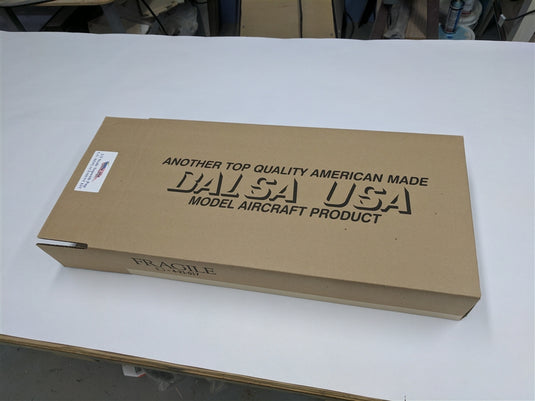 ANOTHER TOP QUALITY AMERICAN MADE
BALSA USA
MODEL AIRCRAFT PRODUCT
FRAGILE